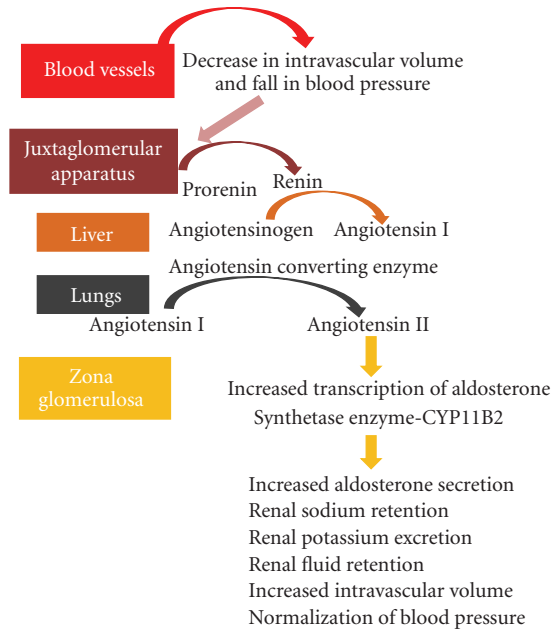 Blood vessels
Decrease in intravascular volume
and fall in blood pressure
Juxtaglomerular
apparatus
Prorenin
Renin
Liver
Angiotensinogen
Angiotensin I
Angiotensin converting enzyme
Lungs
Angiotensin I
Angiotensin II
Zona
glomerulosa
Increased transcription of aldosterone
Synthetase enzyme-CYP11B2
Increased aldosterone secretion
Renal sodium retention
Renal potassium excretion
Renal fluid retention
Increased intravascular volume
Normalization of blood pressure